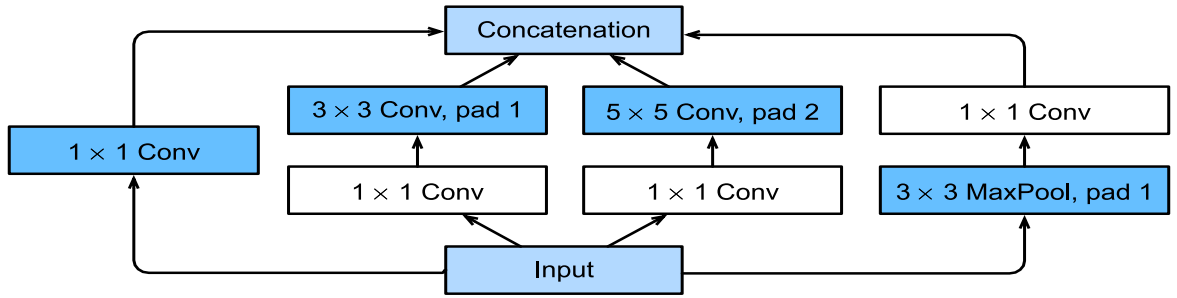 Concatenation
3 × 3 Conv, pad 1
5 × 5 Conv, pad 2
1 × 1 Conv
1 × 1 Conv
1 × 1 Conv
1 × 1 Conv
3 × 3 MaxPool, pad 1
Input